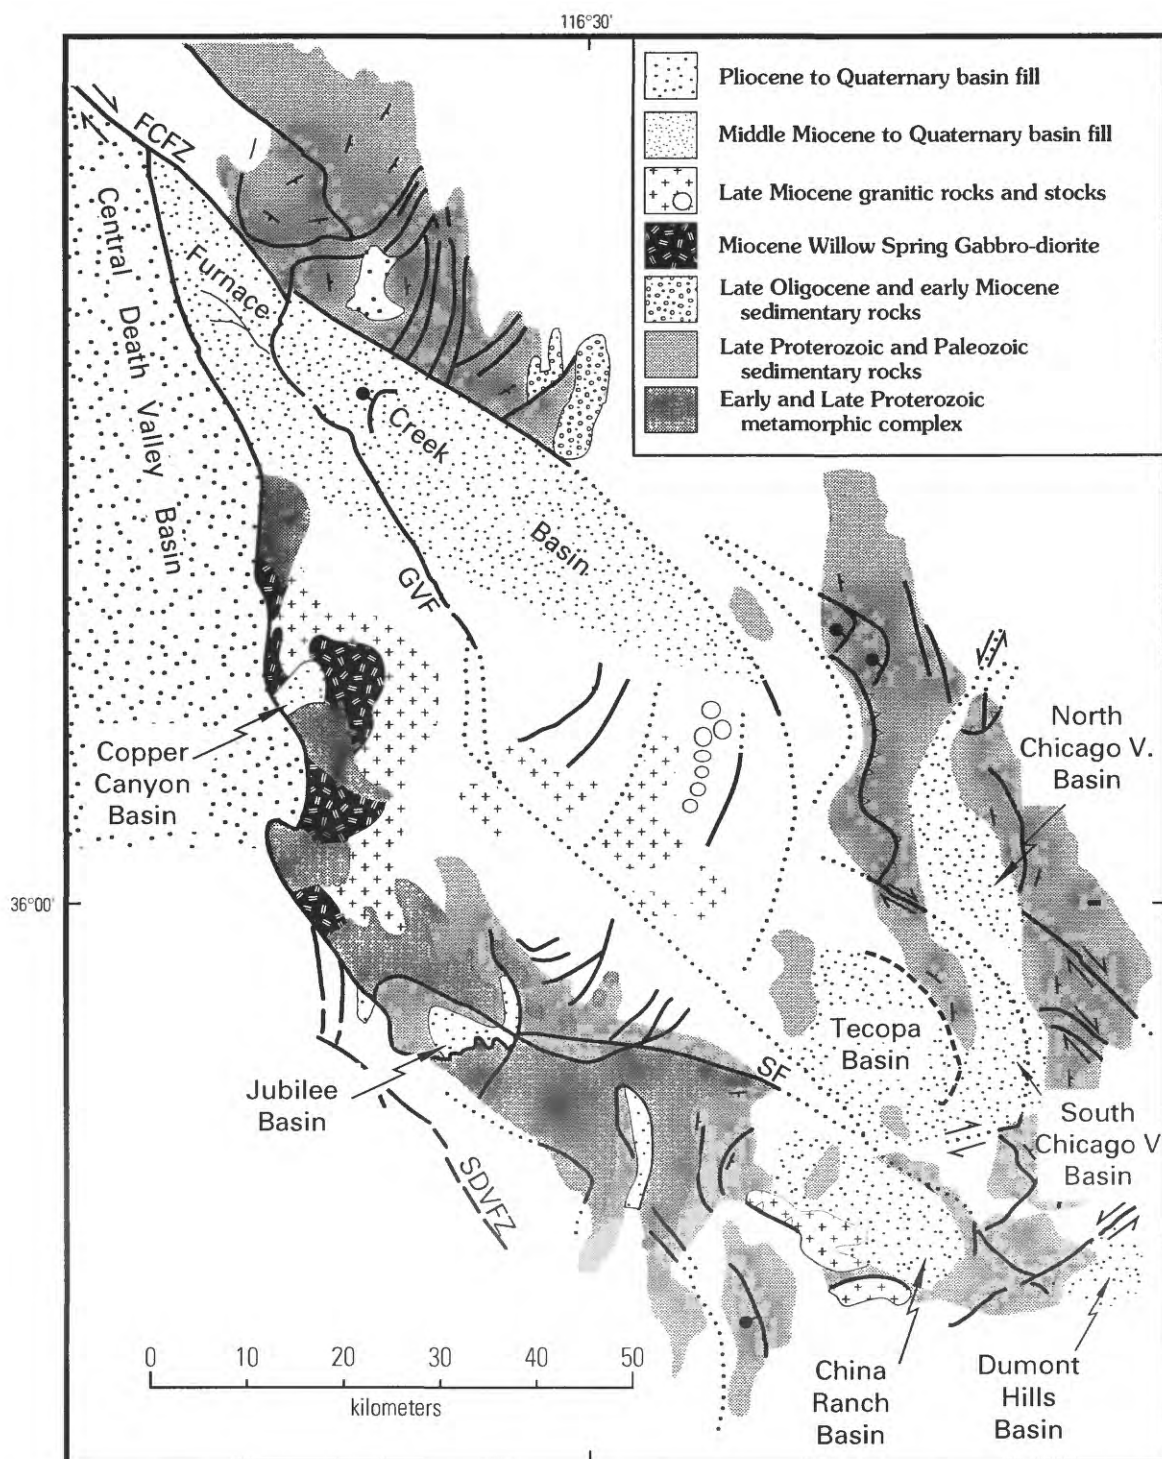 116°30'
Pliocene to Quaternary basin fill
Middle Miocene to Quaternary basin fill
Late Miocene granitic rocks and stocks
Miocene Willow Spring Gabbro-diorite
Late Oligocene and early Miocene
sedimentary rocks
Late Proterozoic and Paleozoic
sedimentary rocks
Early and Late Proterozoic
metamorphic complex
FCFZ
Central Death Valley Basin
Furnace
Creek
Basin
GVF
Copper
Canyon
Basin
North
Chicago V.
Basin
36°00'
Tecopa
Basin
SF
Jubilee
Basin
South
Chicago V
Basin
SDVFZ
0 10 20 30 40 50
kilometers
China
Ranch
Basin
Dumont
Hills
Basin